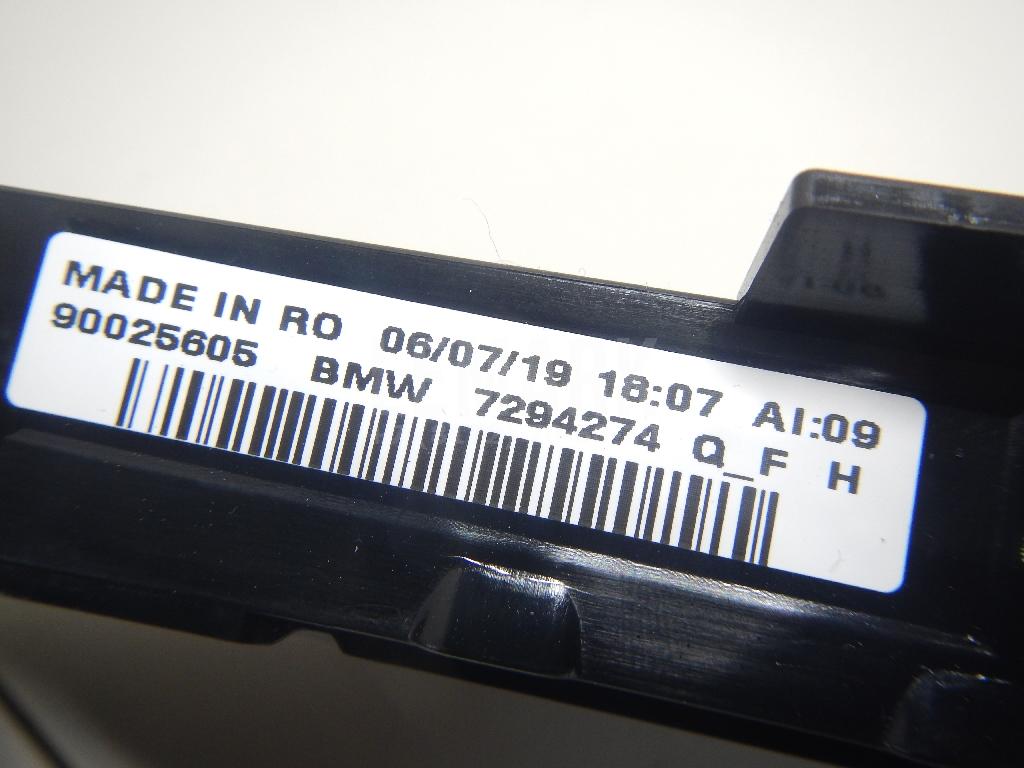 MADE IN RO 06/07/19 18:07 AI:09
90025605 BMW 7294274 Q_F H